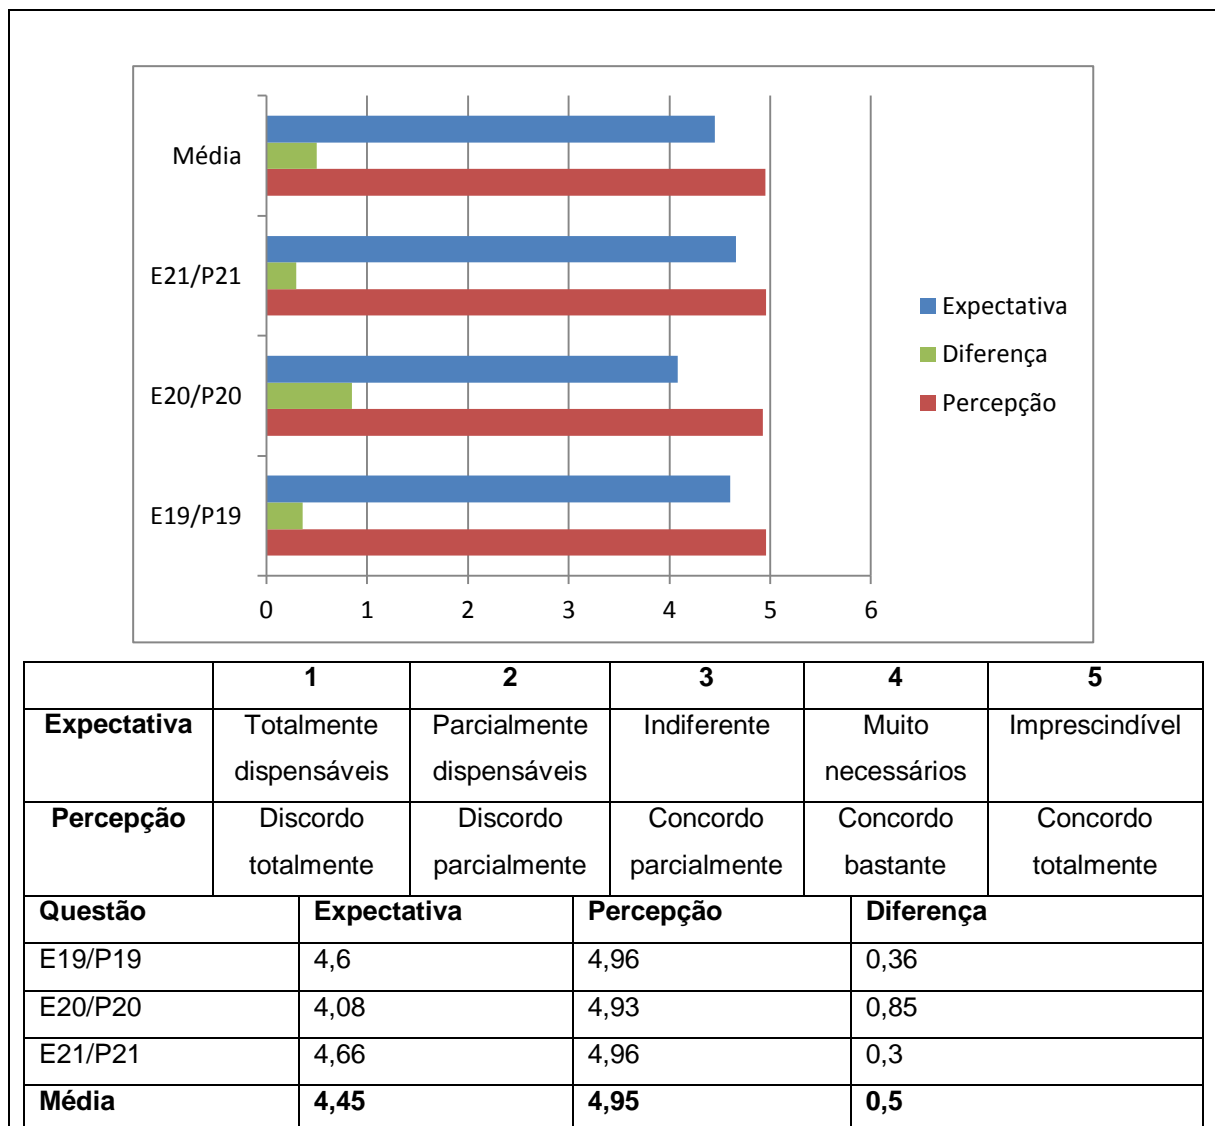 Média
E21/P21
E20/P20
E19/P19
0 1 2 3 4 5 6
Expectativa
Diferença
Percepção
1 2 3 4 5
Expectativa Totalmente dispensáveis Parcialmente dispensáveis Indiferente Muito necessários Imprescindível
Percepção Discordo totalmente Discordo parcialmente Concordo parcialmente Concordo bastante Concordo totalmente
Questão Expectativa Percepção Diferença
E19/P19 4,6 4,96 0,36
E20/P20 4,08 4,93 0,85
E21/P21 4,66 4,96 0,3
Média 4,45 4,95 0,5